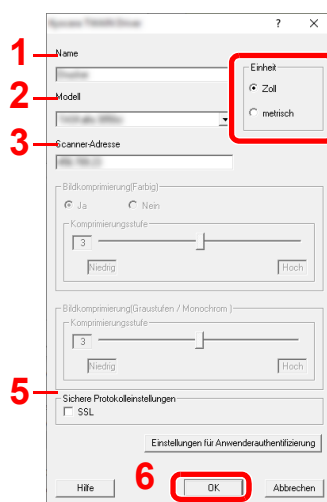 ? ×
1
Name
Einheit
Zoll
metrisch
2
Modell
3
Scanner-Adresse
Bildkomprimierung(Farbig)
Ja Nein
Komprimierungsstufe
3
Niedrig Hoch
Bildkomprimierung(Graustufen / Monochrom )
Komprimierungsstufe
3
Niedrig Hoch
5
Sichere Protokolleinstellungen
SSL
Einstellungen für Anwenderauthentifizierung
6
Hilfe OK Abbrechen